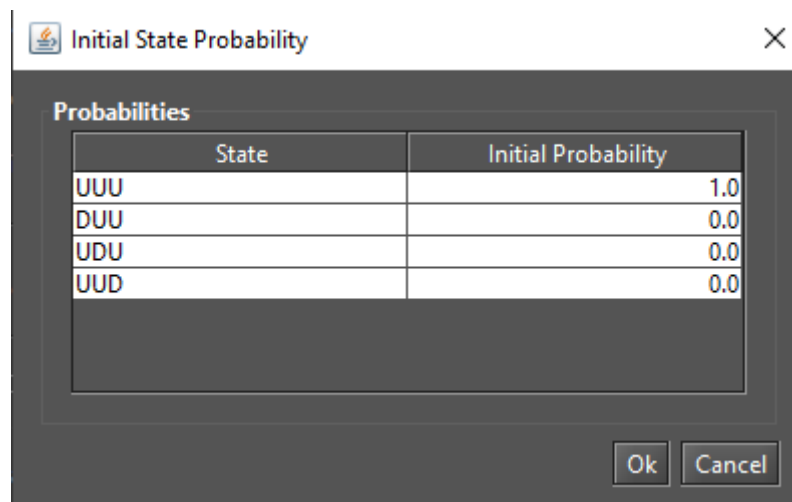 Initial State Probability
Probabilities
State Initial Probability
UUU 1.0
DUU 0.0
UDU 0.0
UUD 0.0
Ok Cancel